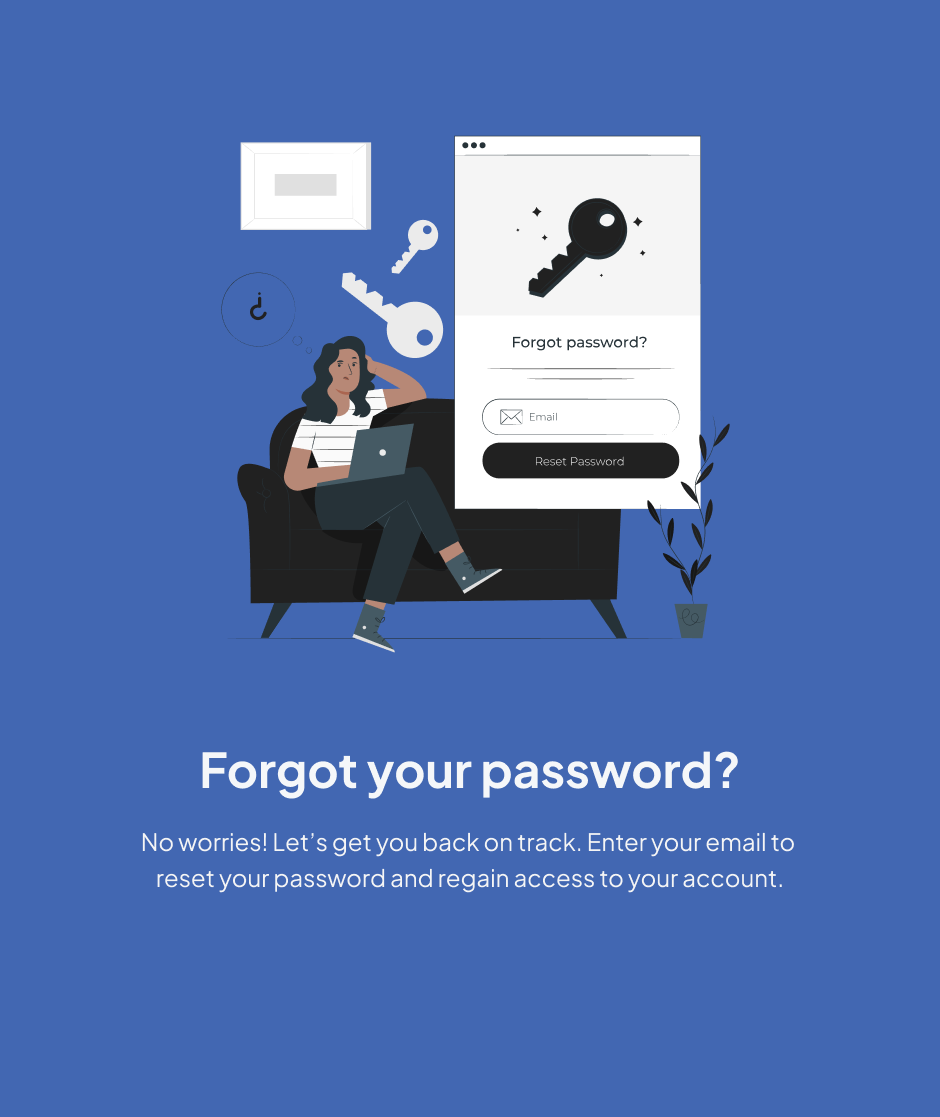 ¿
Forgot password?
Email
Reset Password
Forgot your password?
No worries! Let’s get you back on track. Enter your email to
reset your password and regain access to your account.